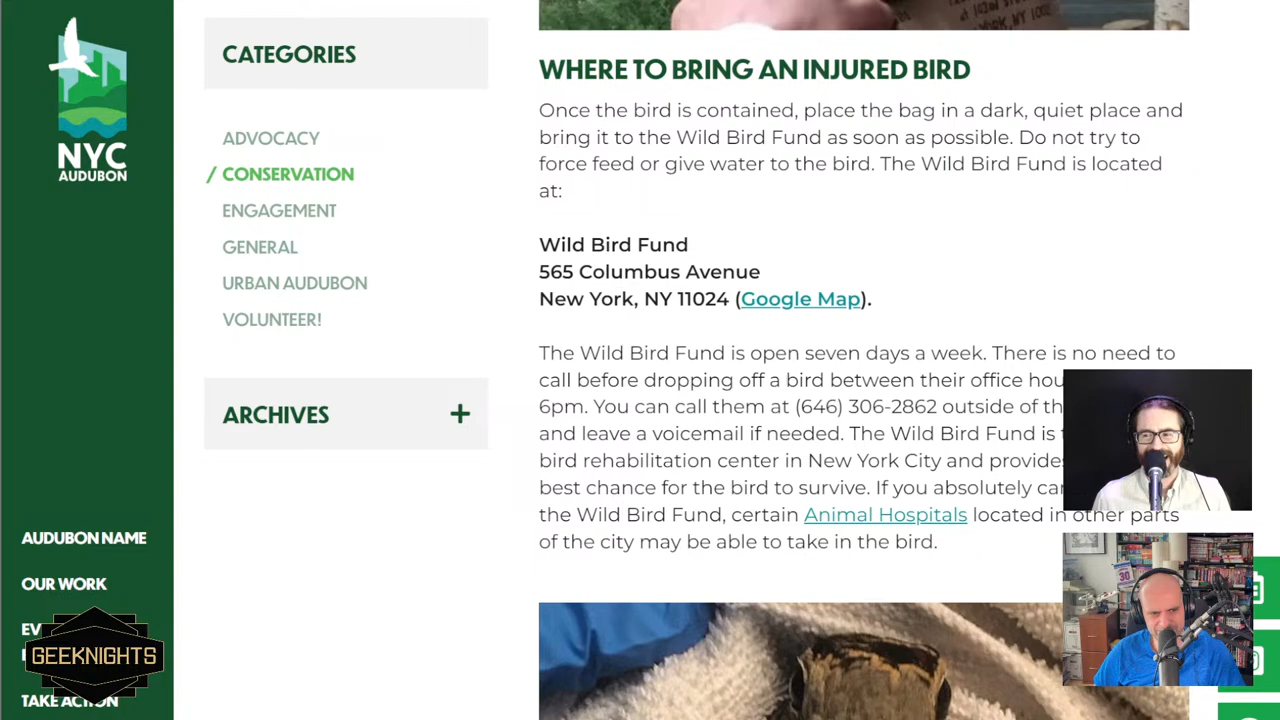 NYC
AUDUBON
CATEGORIES
ADVOCACY
/ CONSERVATION
ENGAGEMENT
GENERAL
URBAN AUDUBON
VOLUNTEER!
ARCHIVES +
AUDUBON NAME
OUR WORK
EV
GEEKNIGHTS
TAKE ACTION
WHERE TO BRING AN INJURED BIRD
Once the bird is contained, place the bag in a dark, quiet place and
bring it to the Wild Bird Fund as soon as possible. Do not try to
force feed or give water to the bird. The Wild Bird Fund is located
at:
Wild Bird Fund
565 Columbus Avenue
New York, NY 11024 (Google Map).
The Wild Bird Fund is open seven days a week. There is no need to
call before dropping off a bird between their office hou
6pm. You can call them at (646) 306-2862 outside of th
and leave a voicemail if needed. The Wild Bird Fund is
bird rehabilitation center in New York City and provides
best chance for the bird to survive. If you absolutely ca
the Wild Bird Fund, certain Animal Hospitals located in other parts
of the city may be able to take in the bird.
30